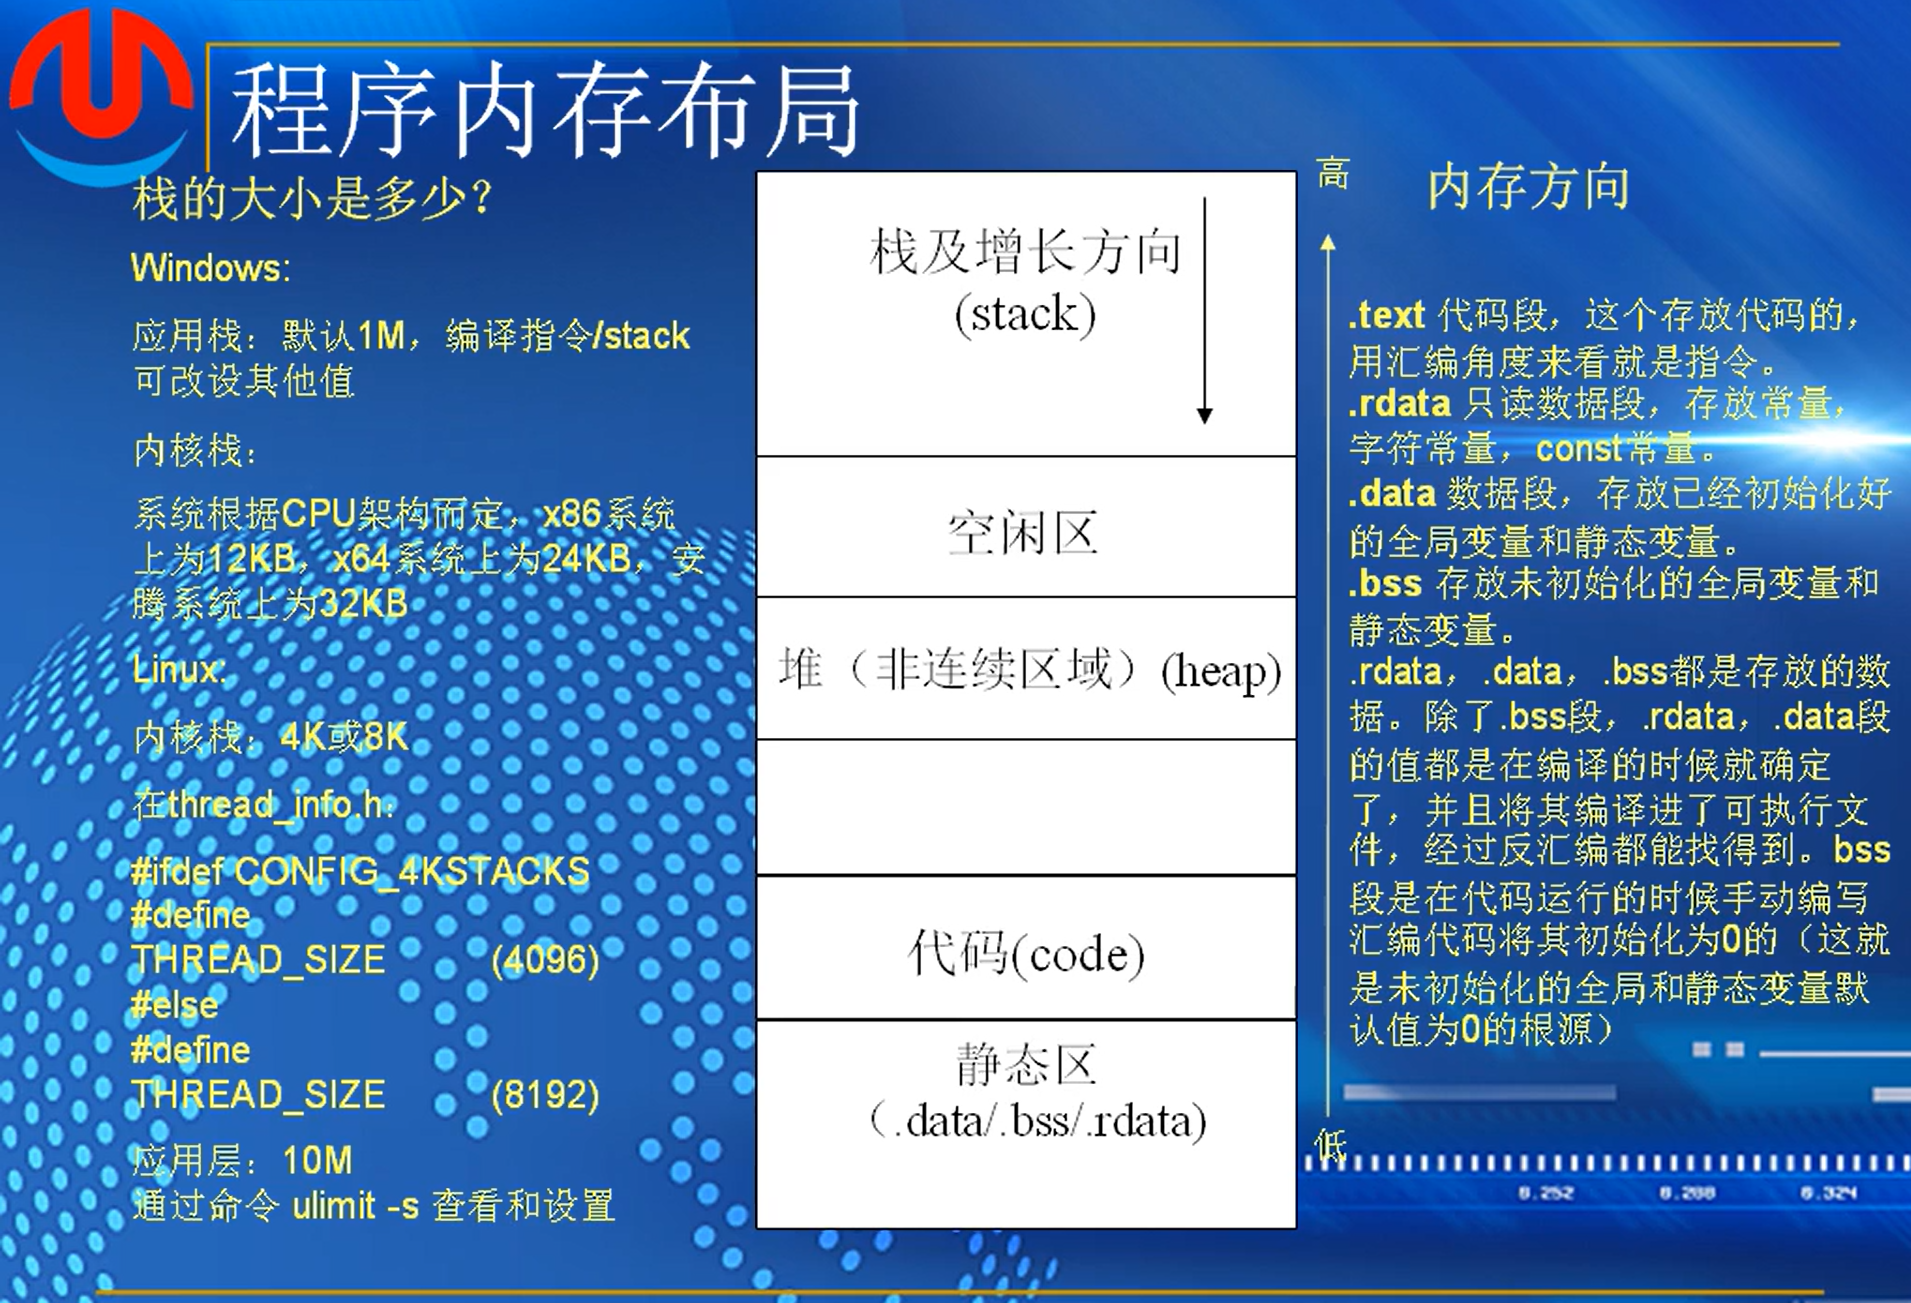 程序内存布局
栈的大小是多少？
Windows:
应用栈：默认1M，编译指令/stack
可改设其他值
内核栈：
系统根据CPU架构而定，x86系统
上为12KB，x64系统上为24KB，安
腾系统上为32KB
Linux:
内核栈：4K或8K
在thread_info.h：
#ifdef CONFIG_4KSTACKS
#define
THREAD_SIZE (4096)
#else
#define
THREAD_SIZE (8192)
应用层：10M
通过命令 ulimit -s 查看和设置
栈及增长方向
(stack)
空闲区
堆（非连续区域）(heap)
代码(code)
静态区
（.data/.bss/.rdata)
高
低
内存方向
.text 代码段，这个存放代码的，
用汇编角度来看就是指令。
.rdata 只读数据段，存放常量，
字符常量，const常量。
.data 数据段，存放已经初始化好
的全局变量和静态变量。
.bss 存放未初始化的全局变量和
静态变量。
.rdata，.data，.bss都是存放的数
据。除了.bss段，.rdata，.data段
的值都是在编译的时候就确定
了，并且将其编译进了可执行文
件，经过反汇编都能找得到。bss
段是在代码运行的时候手动编写
汇编代码将其初始化为0的（这就
是未初始化的全局和静态变量默
认值为0的根源）
0.252 0.288 0.324